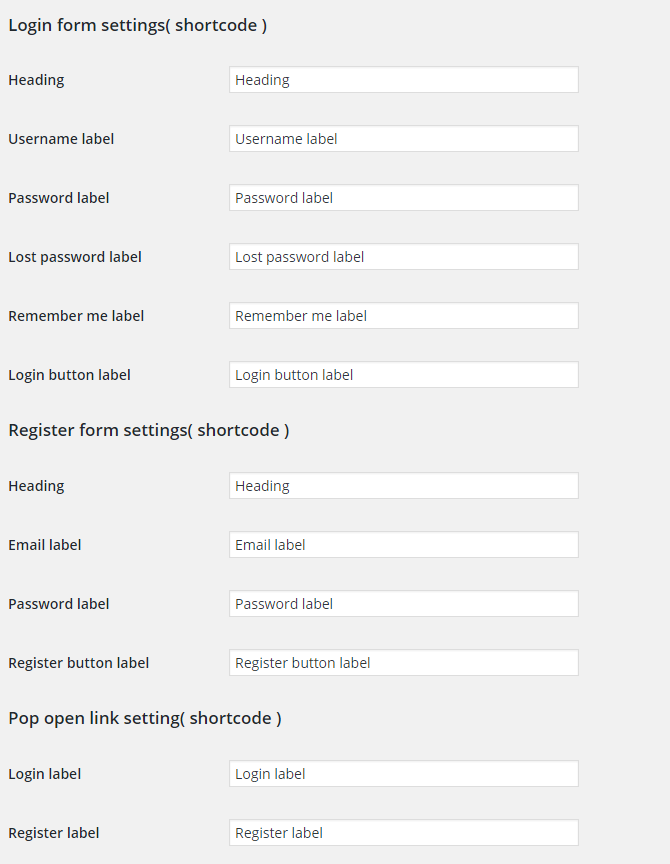 Login form settings( shortcode )
Heading Heading
Username label Username label
Password label Password label
Lost password label Lost password label
Remember me label Remember me label
Login button label Login button label
Register form settings( shortcode )
Heading Heading
Email label Email label
Password label Password label
Register button label Register button label
Pop open link setting( shortcode )
Login label Login label
Register label Register label